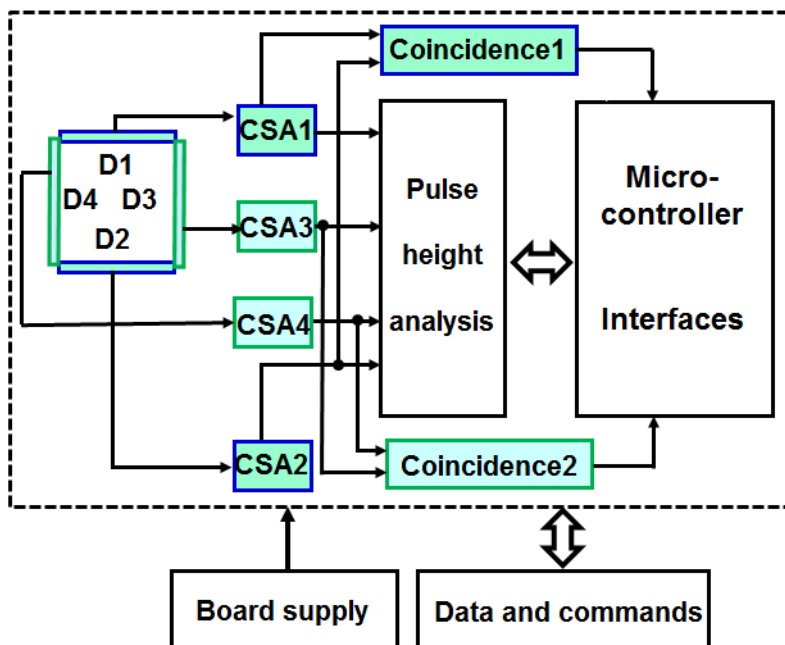 Coincidence1
CSA1
D1
D4 D3
D2
CSA3
CSA4
CSA2
Pulse
height
analysis
Micro-
controller
Interfaces
Coincidence2
Board supply
Data and commands